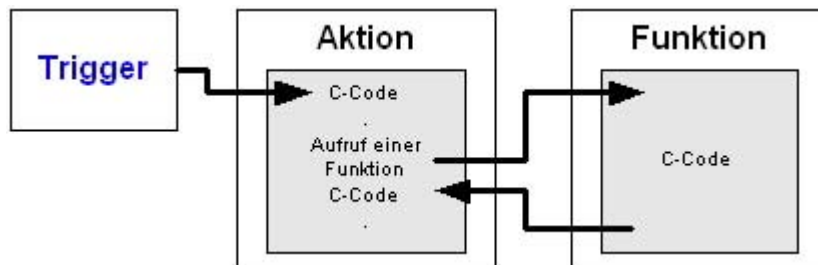 Trigger
Aktion
C-Code
.
Aufruf einer
Funktion
C-Code
.
Funktion
C-Code